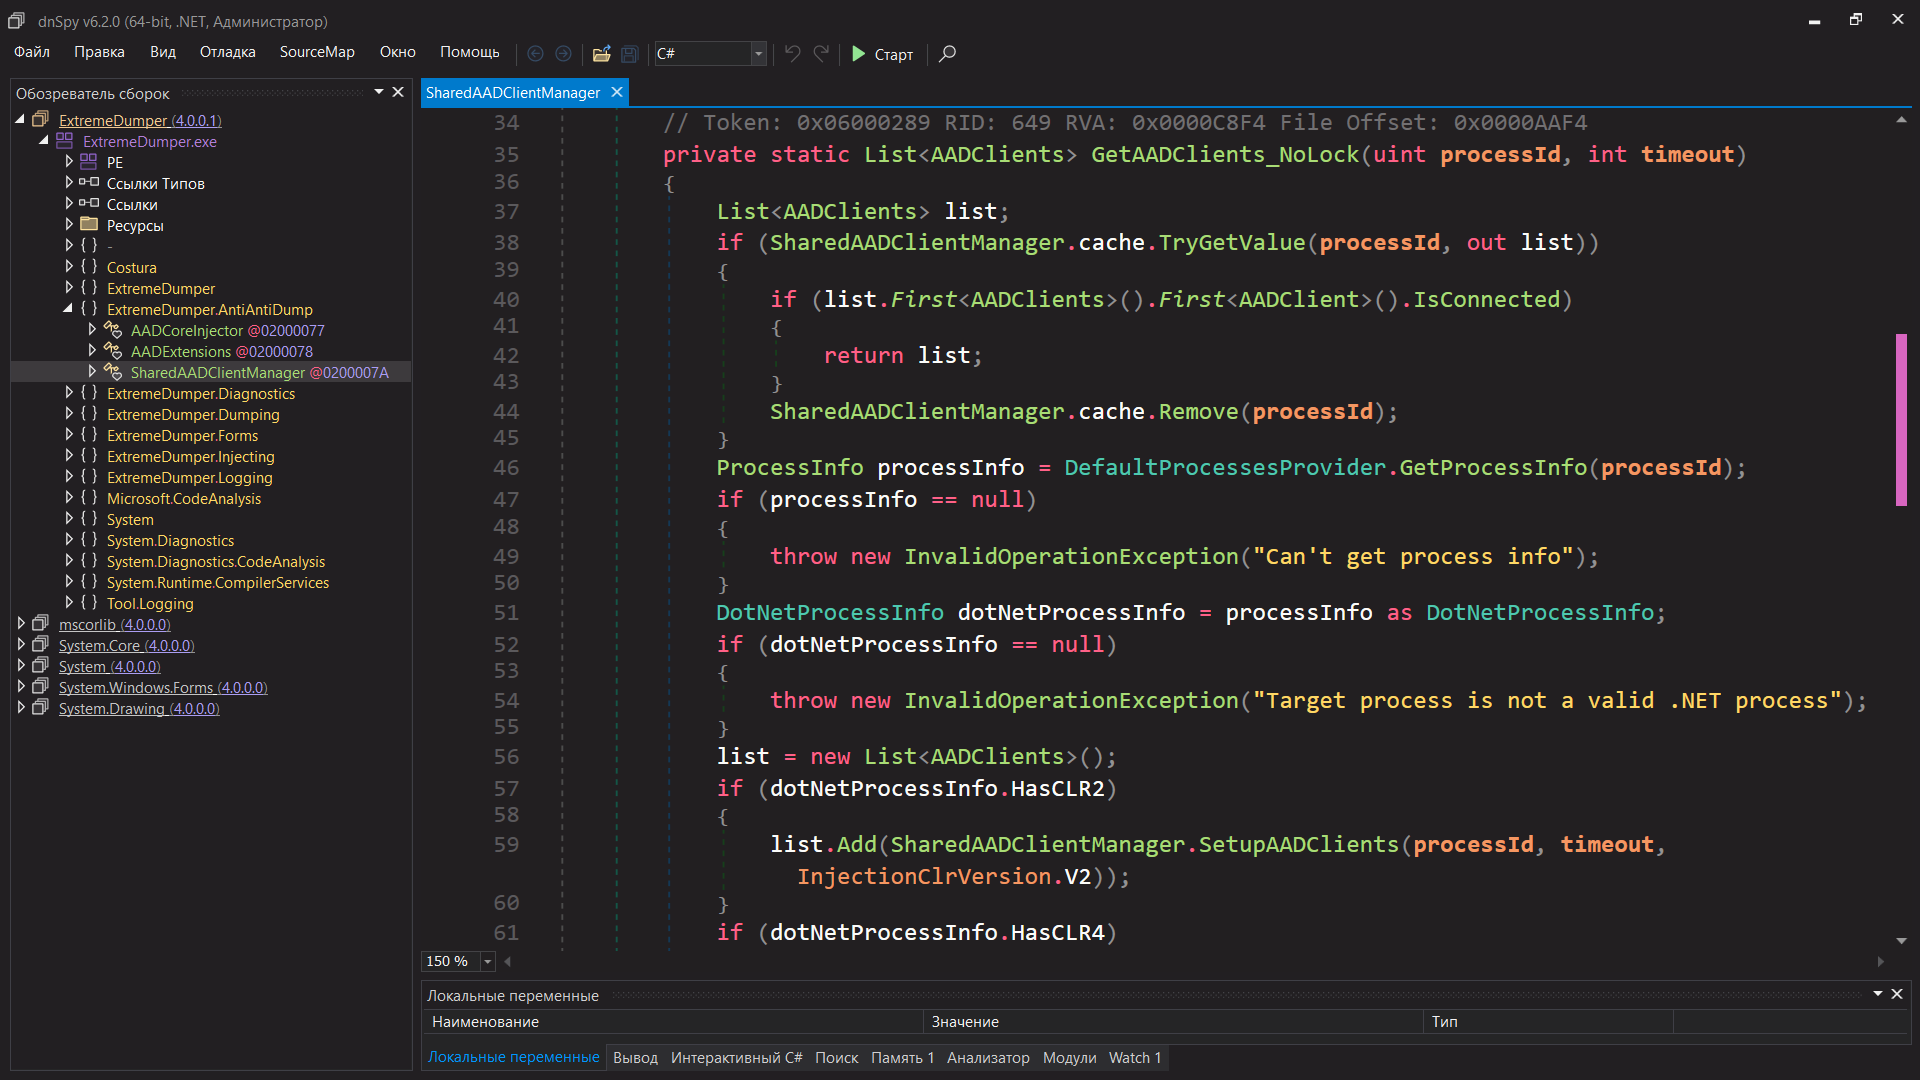 dnSpy v6.2.0 (64-bit, .NET, Администратор)
Файл Правка Вид Отладка SourceMap Окно Помощь C# Старт
Обозреватель сборок
ExtremeDumper (4.0.0.1)
ExtremeDumper.exe
PE
Ссылки Типов
Ссылки
Ресурсы
{ } -
{ } Costura
{ } ExtremeDumper
{ } ExtremeDumper.AntiAntiDump
AADCoreInjector @02000077
AADExtensions @02000078
SharedAADClientManager @0200007A
{ } ExtremeDumper.Diagnostics
{ } ExtremeDumper.Dumping
{ } ExtremeDumper.Forms
{ } ExtremeDumper.Injecting
{ } ExtremeDumper.Logging
{ } Microsoft.CodeAnalysis
{ } System
{ } System.Diagnostics
{ } System.Diagnostics.CodeAnalysis
{ } System.Runtime.CompilerServices
{ } Tool.Logging
mscorlib (4.0.0.0)
System.Core (4.0.0.0)
System (4.0.0.0)
System.Windows.Forms (4.0.0.0)
System.Drawing (4.0.0.0)
SharedAADClientManager
34 // Token: 0x06000289 RID: 649 RVA: 0x0000C8F4 File Offset: 0x0000AAF4
35 private static List<AADClients> GetAADClients_NoLock(uint processId, int timeout)
36 {
37 List<AADClients> list;
38 if (SharedAADClientManager.cache.TryGetValue(processId, out list))
39 {
40 if (list.First<AADClients>().First<AADClient>().IsConnected)
41 {
42 return list;
43 }
44 SharedAADClientManager.cache.Remove(processId);
45 }
46 ProcessInfo processInfo = DefaultProcessesProvider.GetProcessInfo(processId);
47 if (processInfo == null)
48 {
49 throw new InvalidOperationException("Can't get process info");
50 }
51 DotNetProcessInfo dotNetProcessInfo = processInfo as DotNetProcessInfo;
52 if (dotNetProcessInfo == null)
53 {
54 throw new InvalidOperationException("Target process is not a valid .NET process");
55 }
56 list = new List<AADClients>();
57 if (dotNetProcessInfo.HasCLR2)
58 {
59 list.Add(SharedAADClientManager.SetupAADClients(processId, timeout,
InjectionClrVersion.V2));
60 }
61 if (dotNetProcessInfo.HasCLR4)
150 %
Локальные переменные
Наименование Значение Тип
Локальные переменные Вывод Интерактивный C# Поиск Память 1 Анализатор Модули Watch 1